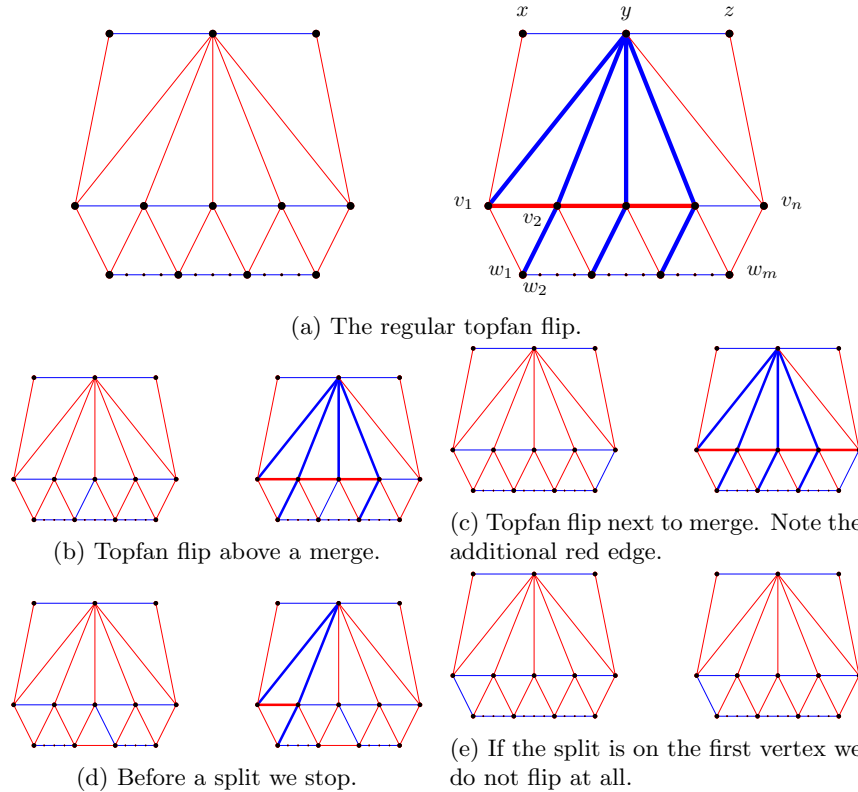 x y z
v1 v2 vn
w1 w2 wm
(a) The regular topfan flip.
(b) Topfan flip above a merge.
(c) Topfan flip next to merge. Note the
additional red edge.
(d) Before a split we stop.
(e) If the split is on the first vertex we
do not flip at all.